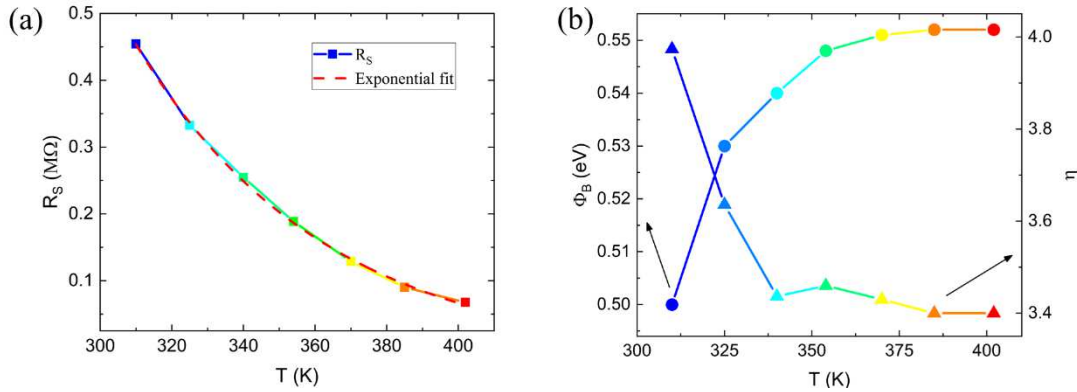 (a)
0.5
0.4
0.3
0.2
0.1
R_S (MΩ)
R_S
Exponential fit
300 320 340 360 380 400
T (K)
(b)
0.55
0.54
0.53
0.52
0.51
0.50
Φ_B (eV)
4.0
3.8
3.6
3.4
η
300 325 350 375 400
T (K)